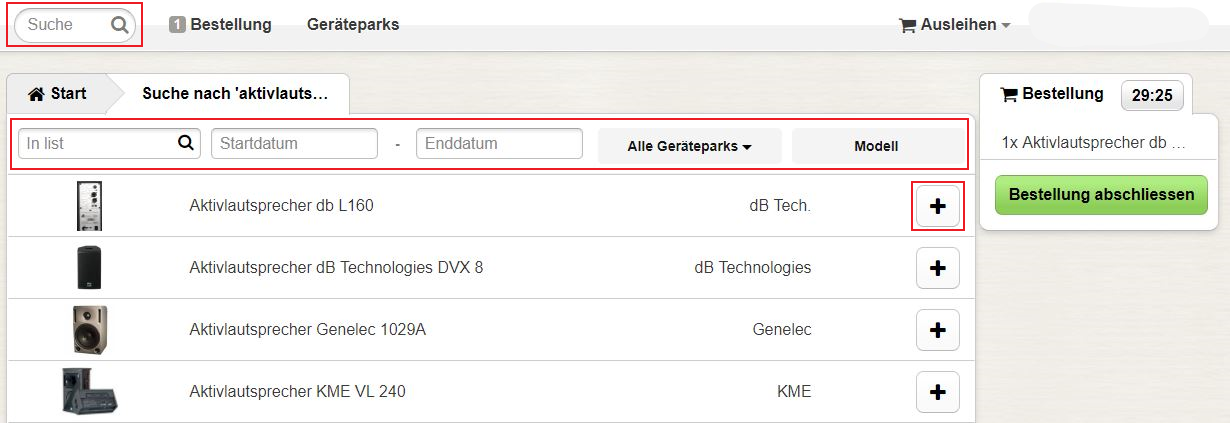 Suche 1 Bestellung Geräteparks Ausleihen
Start Suche nach 'aktivlauts… Bestellung 29:25
In list Startdatum - Enddatum Alle Geräteparks Modell
1x Aktivlautsprecher db …
Bestellung abschliessen
Aktivlautsprecher db L160 dB Tech. +
Aktivlautsprecher dB Technologies DVX 8 dB Technologies +
Aktivlautsprecher Genelec 1029A Genelec +
Aktivlautsprecher KME VL 240 KME +